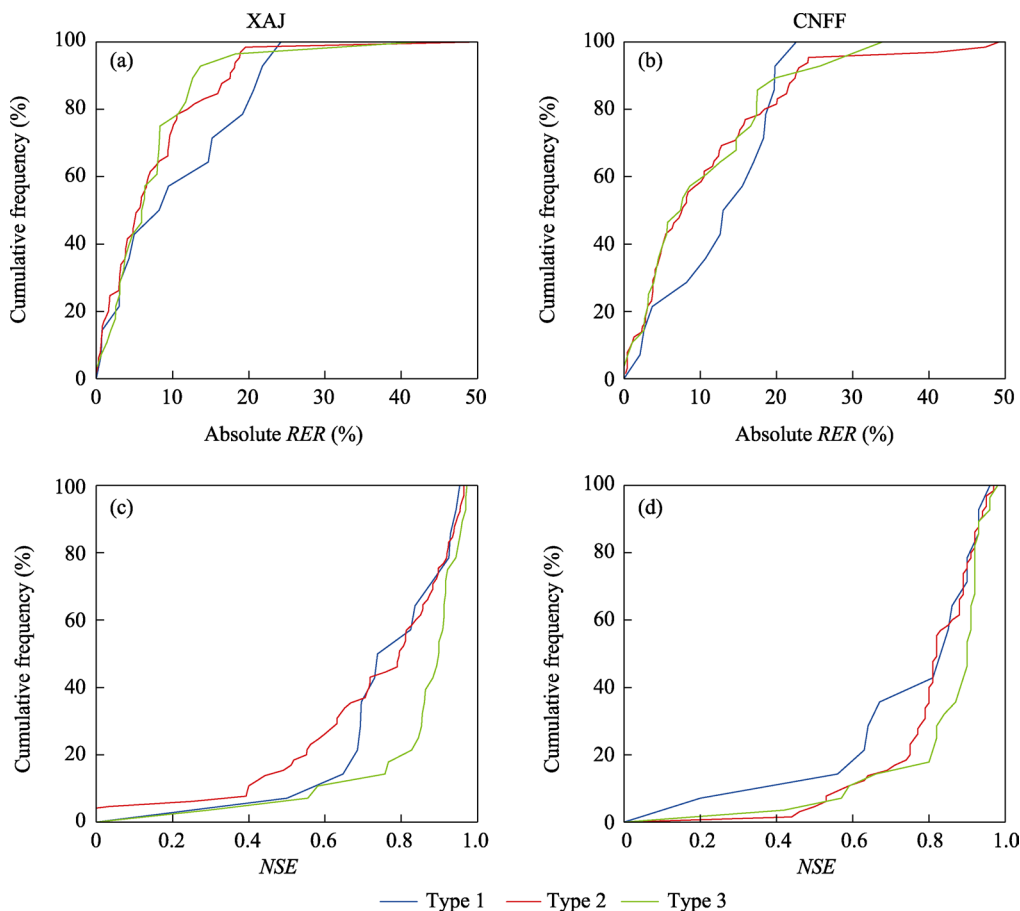 XAJ
CNFF
(a)
100
80
60
40
20
0
Cumulative frequency (%)
0 10 20 30 40 50
Absolute RER (%)
(b)
100
80
60
40
20
0
Cumulative frequency (%)
0 10 20 30 40 50
Absolute RER (%)
(c)
100
80
60
40
20
0
Cumulative frequency (%)
0 0.2 0.4 0.6 0.8 1.0
NSE
(d)
100
80
60
40
20
0
Cumulative frequency (%)
0 0.2 0.4 0.6 0.8 1.0
NSE
Type 1 Type 2 Type 3